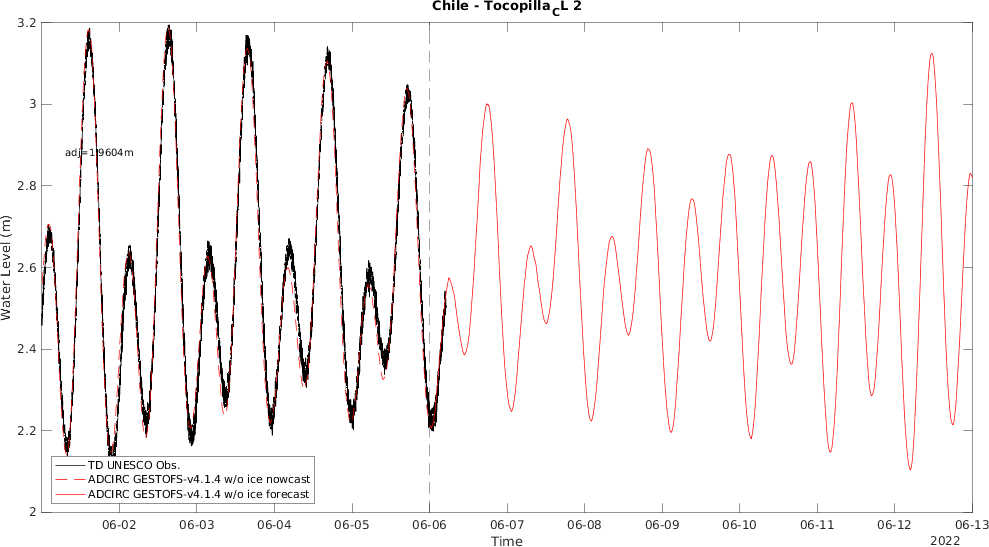 Chile - Tocopilla_CL 2
3.2
3
2.8
2.6
2.4
2.2
2
Water Level (m)
adj=1.9604m
TD UNESCO Obs.
ADCIRC GESTOFS-v4.1.4 w/o ice nowcast
ADCIRC GESTOFS-v4.1.4 w/o ice forecast
06-02 06-03 06-04 06-05 06-06 06-07 06-08 06-09 06-10 06-11 06-12 06-13
Time
2022